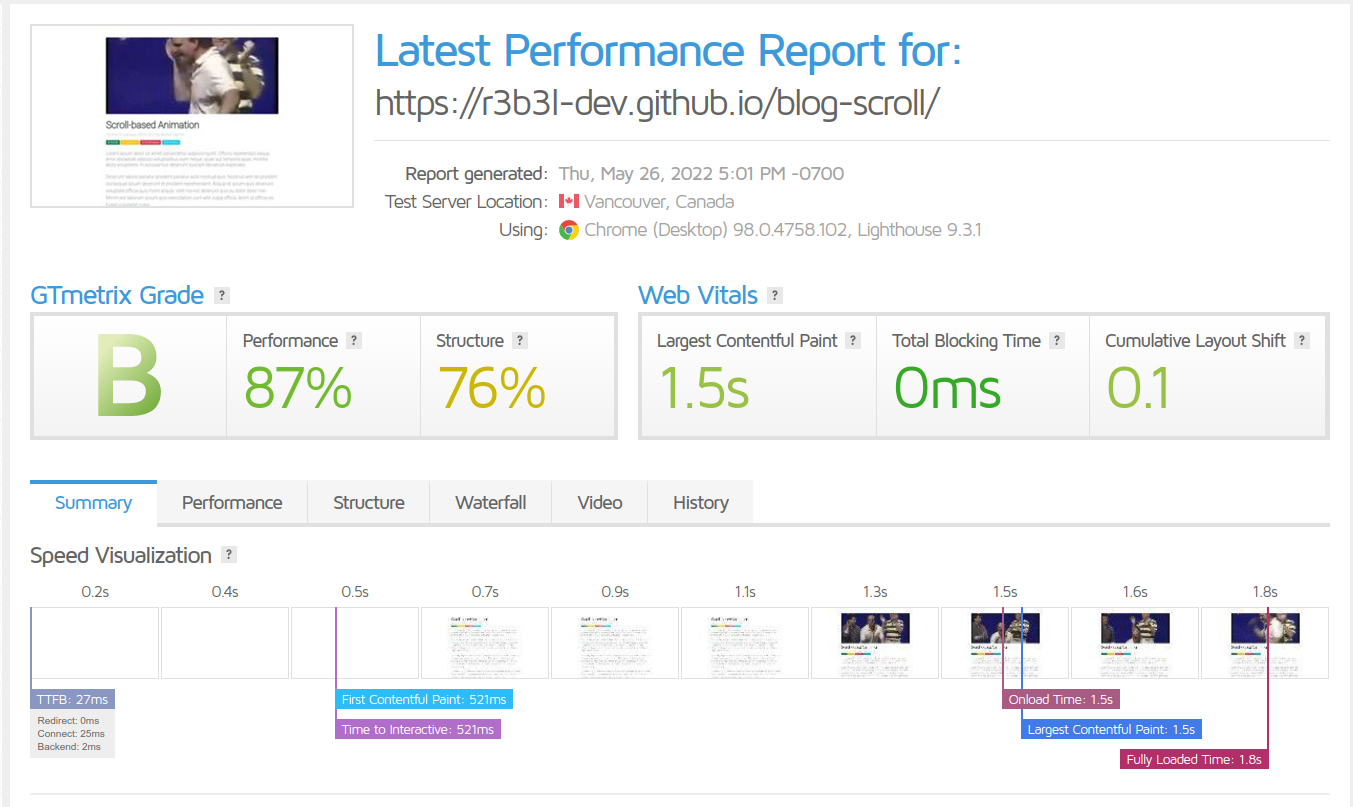 Latest Performance Report for:
https://r3b3l-dev.github.io/blog-scroll/
Scroll-based Animation
Report generated: Thu, May 26, 2022 5:01 PM -0700
Test Server Location: Vancouver, Canada
Using: Chrome (Desktop) 98.0.4758.102, Lighthouse 9.3.1
GTmetrix Grade ?
Web Vitals ?
B
Performance ?
87%
Structure ?
76%
Largest Contentful Paint ?
1.5s
Total Blocking Time ?
0ms
Cumulative Layout Shift ?
0.1
Summary Performance Structure Waterfall Video History
Speed Visualization ?
0.2s 0.4s 0.5s 0.7s 0.9s 1.1s 1.3s 1.5s 1.6s 1.8s
TTFB: 27ms
Redirect: 0ms
Connect: 25ms
Backend: 2ms
First Contentful Paint: 521ms
Time to Interactive: 521ms
Onload Time: 1.5s
Largest Contentful Paint: 1.5s
Fully Loaded Time: 1.8s